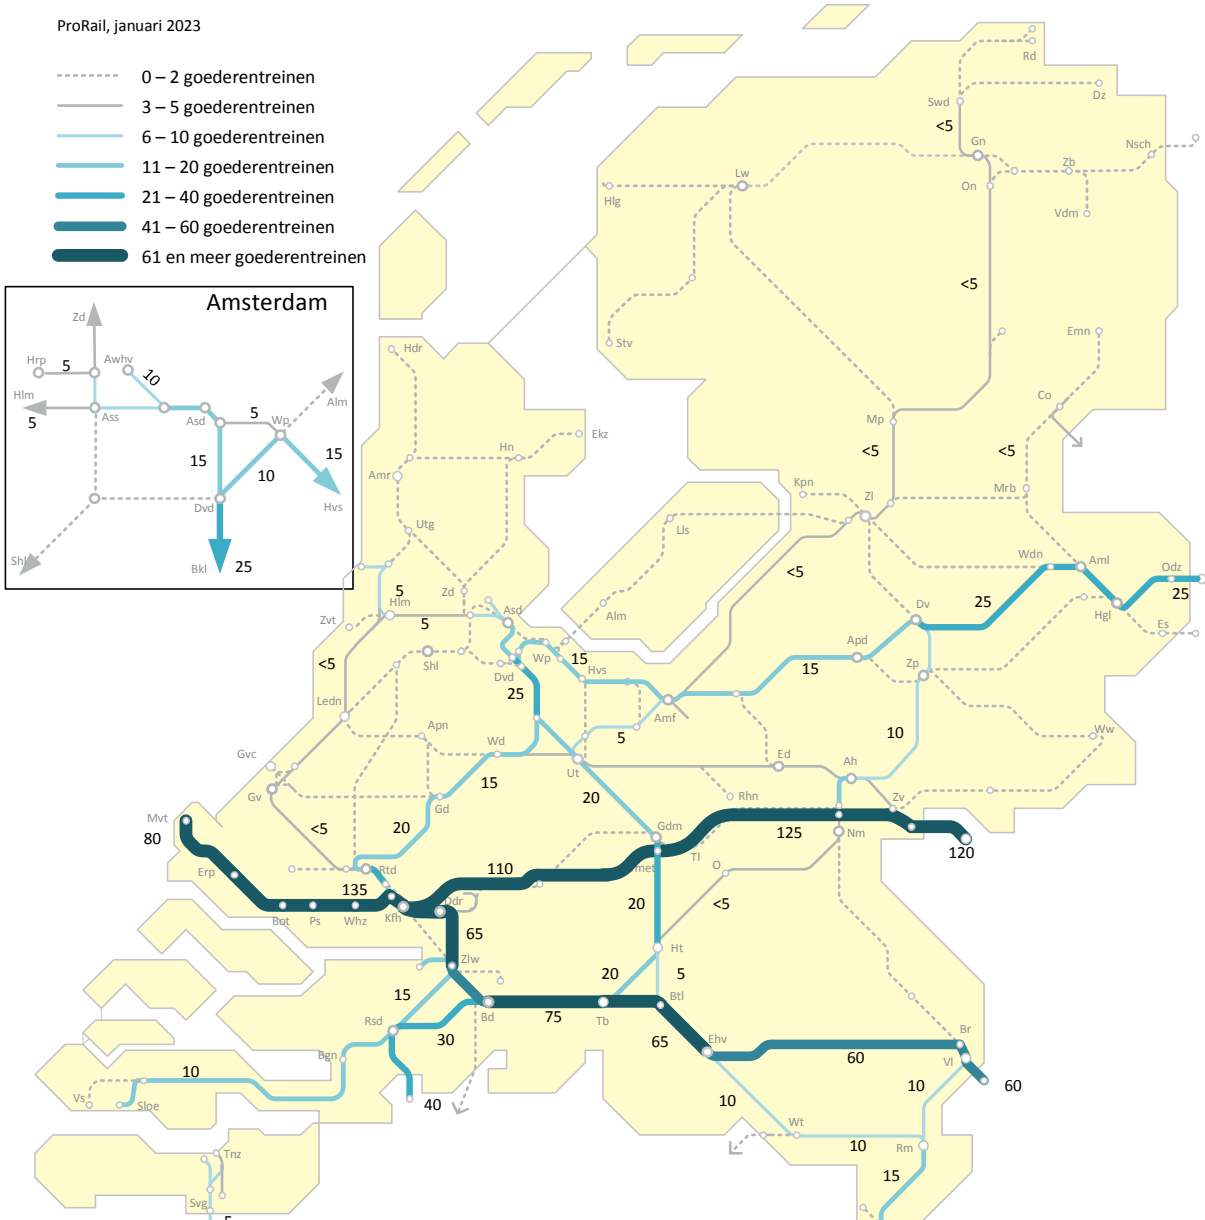 ProRail, januari 2023
0 – 2 goederentreinen
3 – 5 goederentreinen
6 – 10 goederentreinen
11 – 20 goederentreinen
21 – 40 goederentreinen
41 – 60 goederentreinen
61 en meer goederentreinen
Amsterdam
Zd
Hrp
5
Awhv
10
Alm
Hlm
5
Ass
Asd
5
Wp
15
15
10
Hvs
Dvd
Shl
Bkl
25
Rd
Dz
Swd
<5
Gn
Nsch
Zb
Lw
On
Hlg
Vdm
<5
Stv
Emn
Hdr
Co
Mp
Ekz
Hn
<5
<5
Amr
Kpn
Mrb
Zl
Utg
Lls
Wdn
Aml
Odz
<5
25
25
Hgl
5
Zd
Hlm
Asd
Alm
Dv
Zvt
5
Es
Apd
<5
Shl
Wp
15
Hvs
15
Zp
Dvd
25
Ledn
Amf
Apn
5
10
Ww
Wd
Gvc
Ed
Ah
Ut
15
Gv
Gd
20
Rhn
Zv
Mvt
80
<5
20
Gdm
125
Nm
Tl
120
met
Erp
Rtd
110
O
135
Ddr
20
<5
Bot
Ps
Whz
Kfh
65
Ht
Zlw
20
5
15
Btl
Rsd
Bd
75
Tb
30
65
Ehv
60
Br
Bgn
Vl
10
10
60
Vs
Sloe
40
10
Wt
10
Rm
Tnz
15
Svg
5